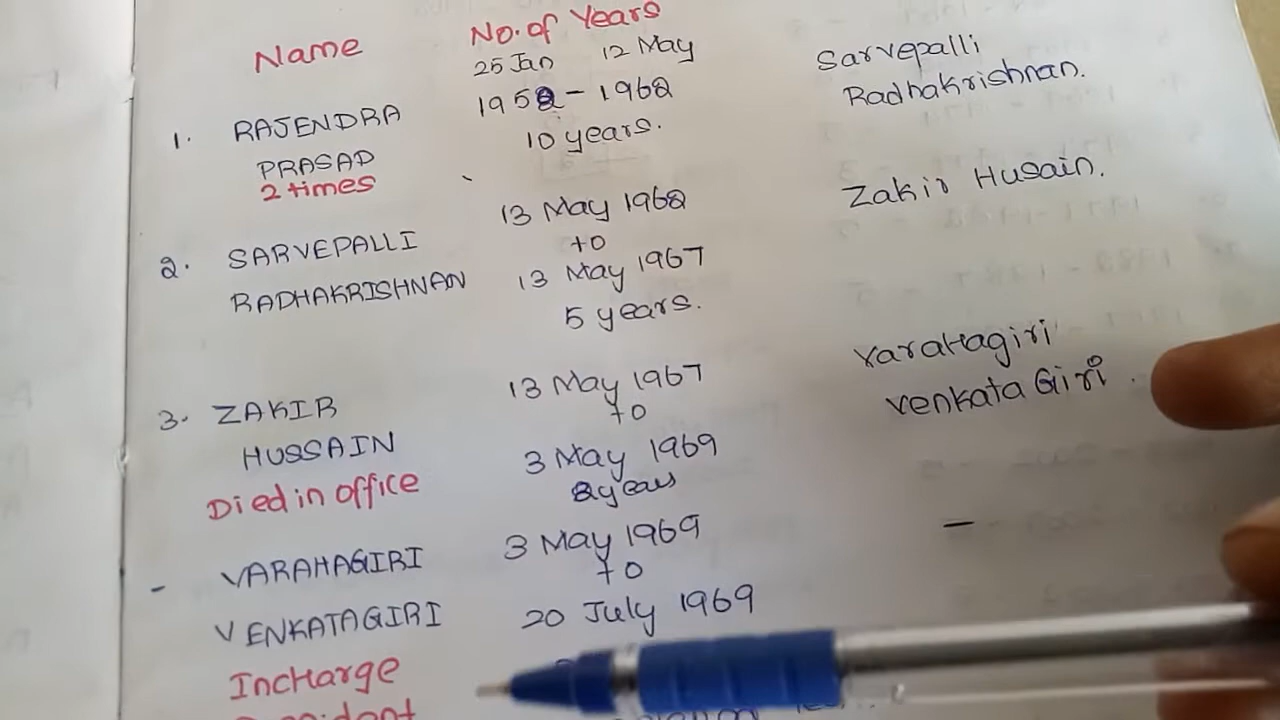 Name No. of Years
25 Jan 12 May Sarvepalli
1. RAJENDRA 1952 - 1962 Radhakrishnan.
PRASAD 10 years.
2 times
13 May 1962 Zakir Husain.
2. SARVEPALLI to
RADHAKRISHNAN 13 May 1967
5 years.
13 May 1967 Varahagiri
3. ZAKIR to Venkata Giri
HUSSAIN 3 May 1969
Died in office 2 years
3 May 1969 -
- VARAHAGIRI to
VENKATAGIRI 20 July 1969
Incharge